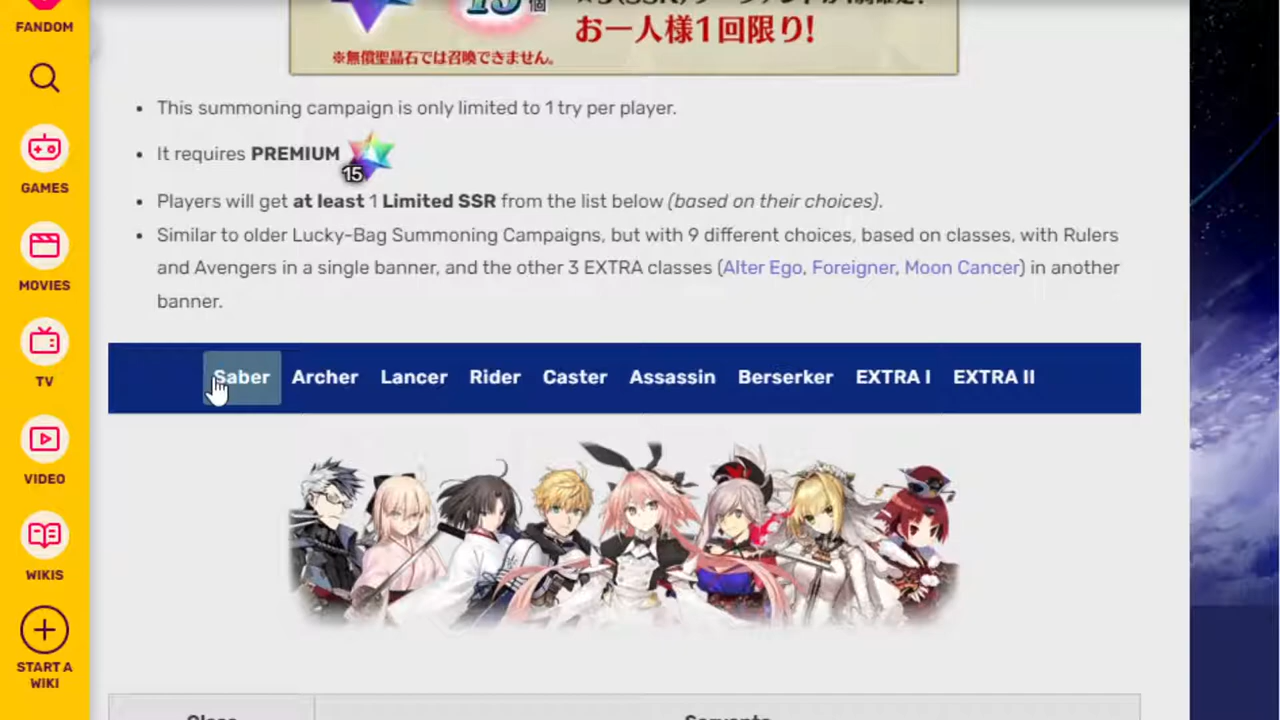 FANDOM
GAMES
MOVIES
TV
VIDEO
WIKIS
START A
WIKI
15個
お一人様1回限り!
※無償聖晶石では召喚できません。
This summoning campaign is only limited to 1 try per player.
It requires PREMIUM 15
Players will get at least 1 Limited SSR from the list below (based on their choices).
Similar to older Lucky-Bag Summoning Campaigns, but with 9 different choices, based on classes, with Rulers
and Avengers in a single banner, and the other 3 EXTRA classes (Alter Ego, Foreigner, Moon Cancer) in another
banner.
Saber Archer Lancer Rider Caster Assassin Berserker EXTRA I EXTRA II
Class Servants